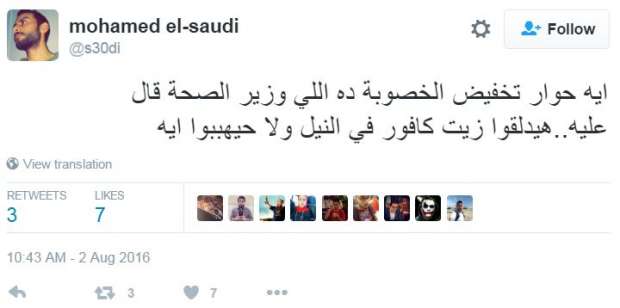 mohamed el-saudi
@s30di
Follow
ايه حوار تخفيض الخصوبة ده اللي وزير الصحة قال
عليه..هيدلقوا زيت كافور في النيل ولا حيهببوا ايه
View translation
RETWEETS LIKES
3 7
10:43 AM - 2 Aug 2016
3 7